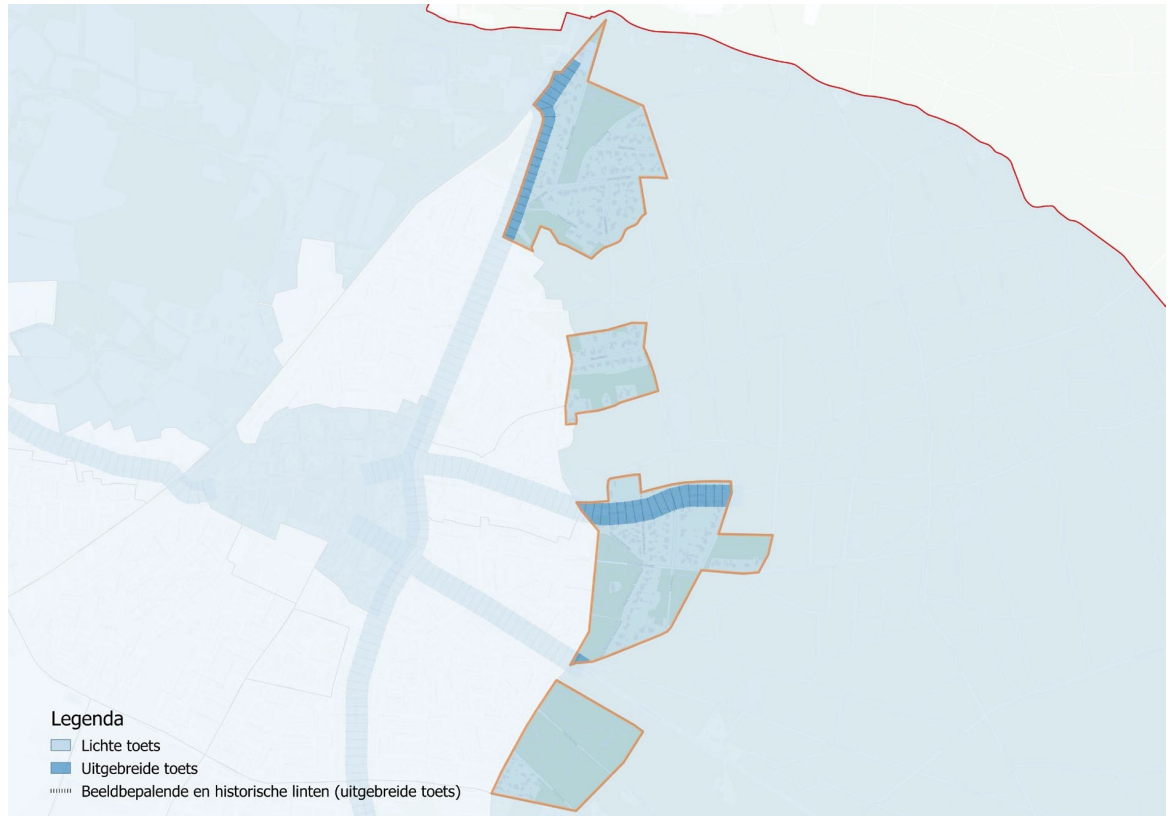 Legenda
Lichte toets
Uitgebreide toets
Beeldbepalende en historische linten (uitgebreide toets)